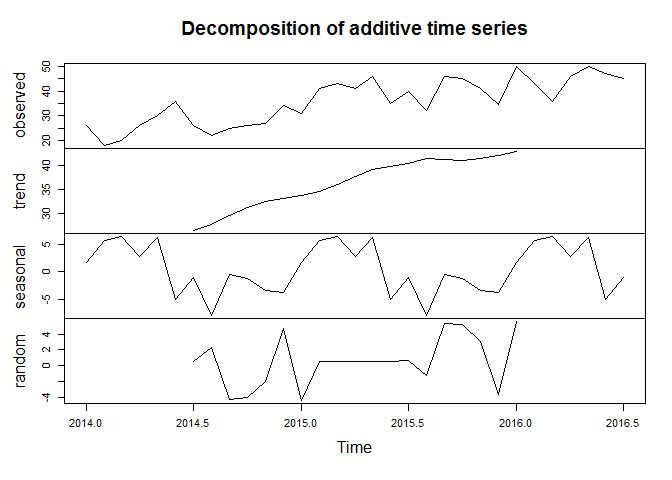 Decomposition of additive time series
observed
20 30 40 50
trend
30 35 40
seasonal
-5 0 5
random
-4 0 2 4
2014.0 2014.5 2015.0 2015.5 2016.0 2016.5
Time